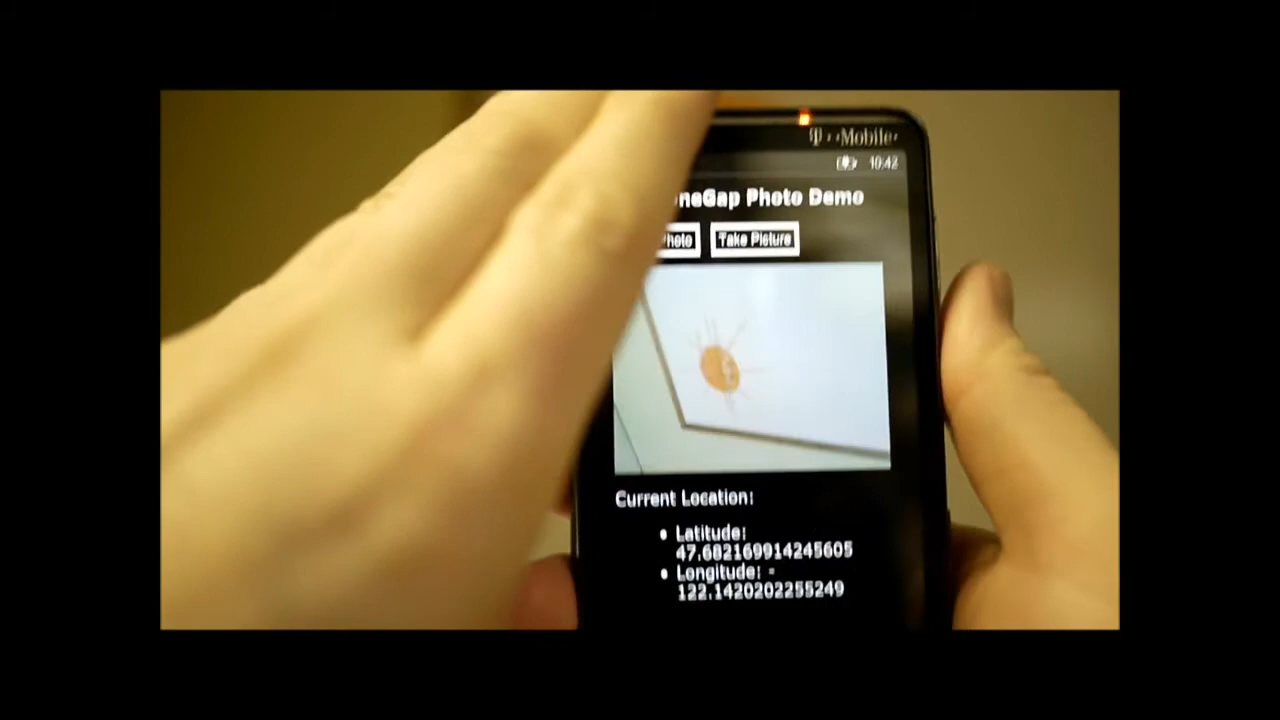 T··Mobile·
10:42
neGap Photo Demo
hoto Take Picture
Current Location:
• Latitude:
47.682169914245605
• Longitude: -
122.1420202255249